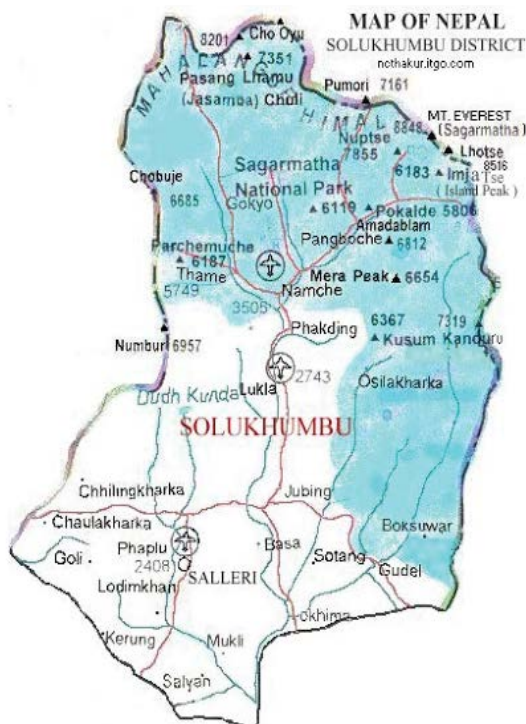 MAP OF NEPAL
SOLUKHUMBU DISTRICT
ncthakur.itgo.com
8201
Cho Oyu
7351
Pasang Lhamu
(Jasamba) Chuli
MAHALAN
HIMAL
Pumori 7161
MT. EVEREST
8848
(Sagarmatha)
Nuptse
7855
Lhotse
8516
6183
Imja Tse
(Island Peak)
Sagarmatha
National Park
Chobuje
6685
Gokyo
6119
Pokalde 5806
Amadablam
Pangboche
6812
Parchemuche
6187
Thame
5749
Mera Peak
6654
Namche
3505
Phakding
6367
7319
Kusum Kanduru
Numbur 6957
2743
Lukla
Osilakharka
Dudh Kunda
SOLUKHUMBU
Chhilingkharka
Jubing
Chaulakharka
Boksuwar
Phaplu
Basa
Goli
2408
Sotang
SALLERI
Gudel
Lodimkhan
Kerung
Mukli
Salyan